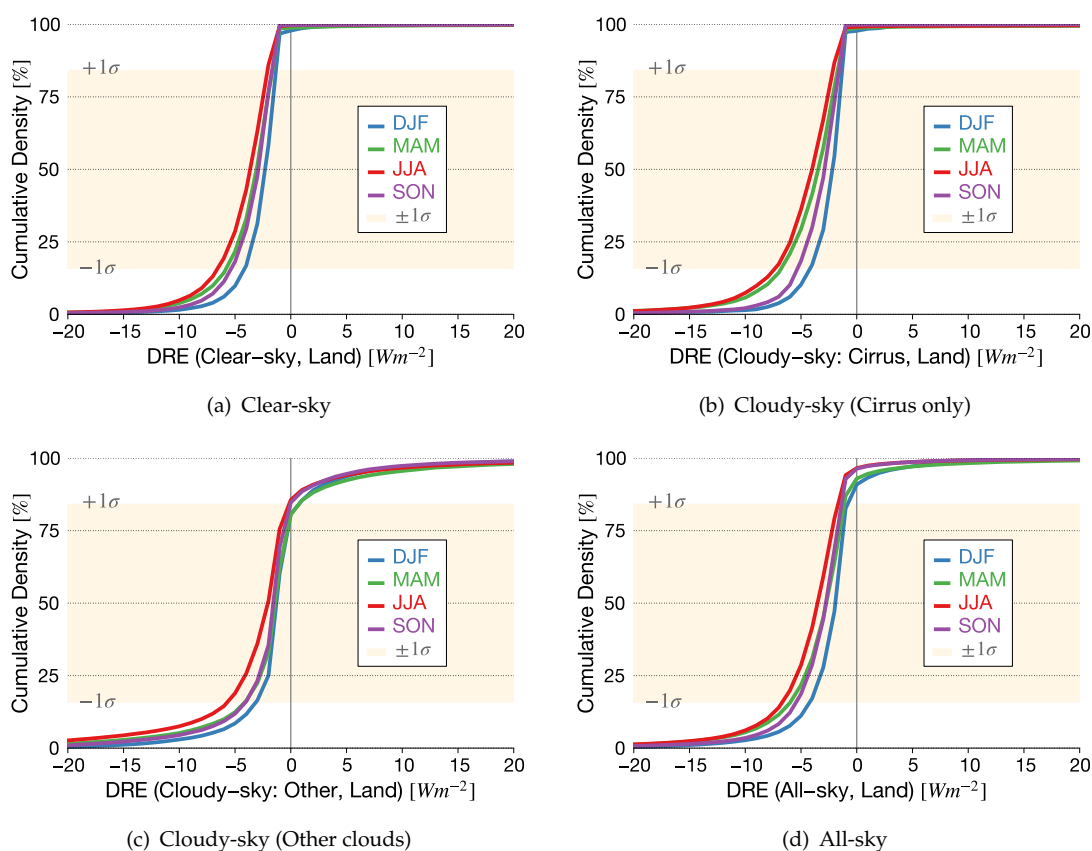 Cumulative Density [%]
100
75
50
25
0
+1σ
−1σ
DJF
MAM
JJA
SON
±1σ
−20 −15 −10 −5 0 5 10 15 20
DRE (Clear−sky, Land) [Wm⁻²]
(a) Clear-sky
Cumulative Density [%]
100
75
50
25
0
+1σ
−1σ
DJF
MAM
JJA
SON
±1σ
−20 −15 −10 −5 0 5 10 15 20
DRE (Cloudy−sky: Cirrus, Land) [Wm⁻²]
(b) Cloudy-sky (Cirrus only)
Cumulative Density [%]
100
75
50
25
0
+1σ
−1σ
DJF
MAM
JJA
SON
±1σ
−20 −15 −10 −5 0 5 10 15 20
DRE (Cloudy−sky: Other, Land) [Wm⁻²]
(c) Cloudy-sky (Other clouds)
Cumulative Density [%]
100
75
50
25
0
+1σ
−1σ
DJF
MAM
JJA
SON
±1σ
−20 −15 −10 −5 0 5 10 15 20
DRE (All−sky, Land) [Wm⁻²]
(d) All-sky